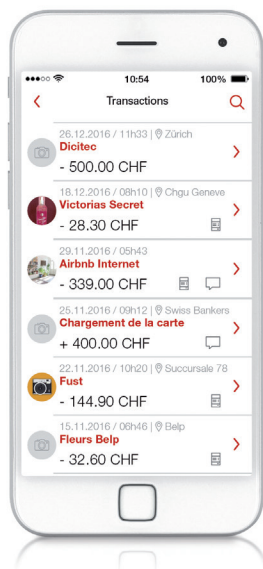 10:54
100%
Transactions
26.12.2016 / 11h33 | Zürich
Dicitec
- 500.00 CHF
18.12.2016 / 08h10 | Chgu Geneve
Victorias Secret
- 28.30 CHF
29.11.2016 / 05h43
Airbnb Internet
- 339.00 CHF
25.11.2016 / 09h12 | Swiss Bankers
Chargement de la carte
+ 400.00 CHF
22.11.2016 / 10h20 | Succursale 78
Fust
- 144.90 CHF
15.11.2016 / 06h46 | Belp
Fleurs Belp
- 32.60 CHF